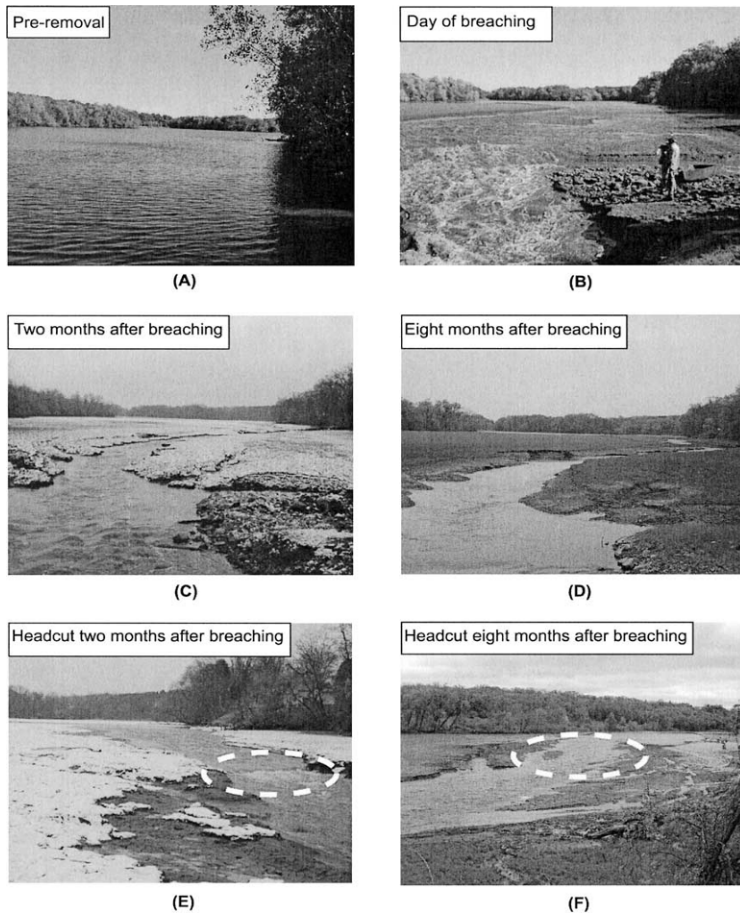 Pre-removal
Day of breaching
(A)
(B)
Two months after breaching
Eight months after breaching
(C)
(D)
Headcut two months after breaching
Headcut eight months after breaching
(E)
(F)